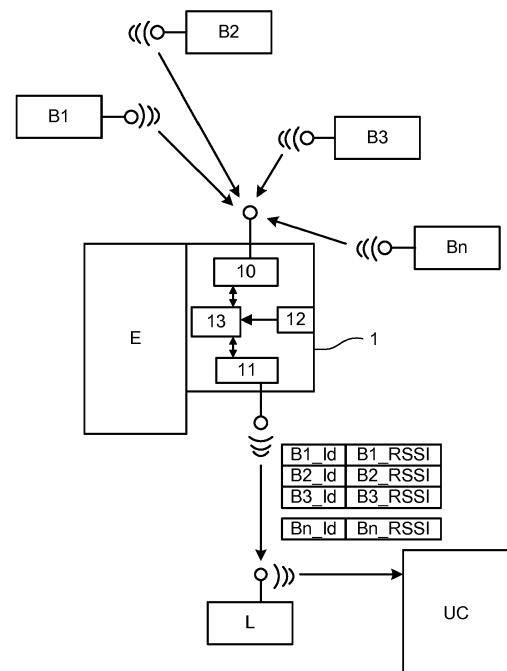 B2
B1
B3
Bn
10
E
13
12
1
11
B1_Id B1_RSSI
B2_Id B2_RSSI
B3_Id B3_RSSI
Bn_Id Bn_RSSI
L
UC